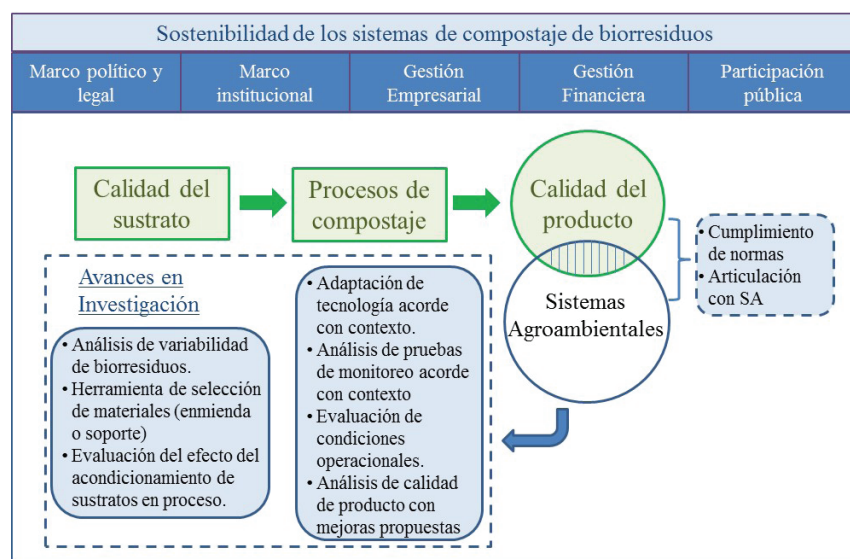 Sostenibilidad de los sistemas de compostaje de biorresiduos
Marco político y
legal
Marco
institucional
Gestión
Empresarial
Gestión
Financiera
Participación
pública
Calidad del
sustrato
Procesos de
compostaje
Calidad del
producto
• Cumplimiento
de normas
• Articulación
con SA
Sistemas
Agroambientales
Avances en
Investigación
• Análisis de variabilidad
de biorresiduos.
• Herramienta de selección
de materiales (enmienda
o soporte)
• Evaluación del efecto del
acondicionamiento de
sustratos en proceso.
• Adaptación de
tecnología acorde
con contexto.
• Análisis de pruebas
de monitoreo acorde
con contexto
• Evaluación de
condiciones
operacionales.
• Análisis de calidad
de producto con
mejoras propuestas